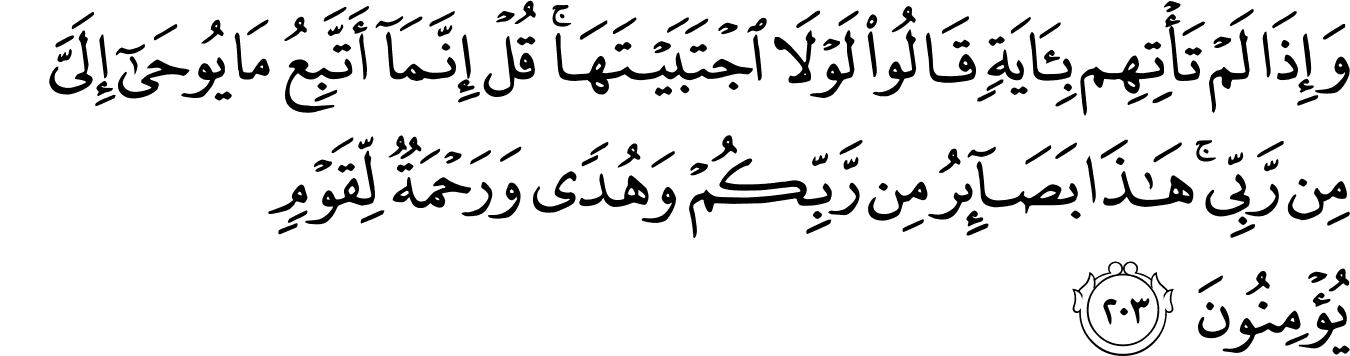 وَإِذَا لَمْ تَأْتِهِم بِـَٔايَةٍ قَالُوا۟ لَوْلَا ٱجْتَبَيْتَهَا ۚ قُلْ إِنَّمَآ أَتَّبِعُ مَا يُوحَىٰٓ إِلَىَّ
مِن رَّبِّى ۚ هَـٰذَا بَصَآئِرُ مِن رَّبِّكُمْ وَهُدًى وَرَحْمَةٌ لِّقَوْمٍ
يُؤْمِنُونَ ٢٠٣